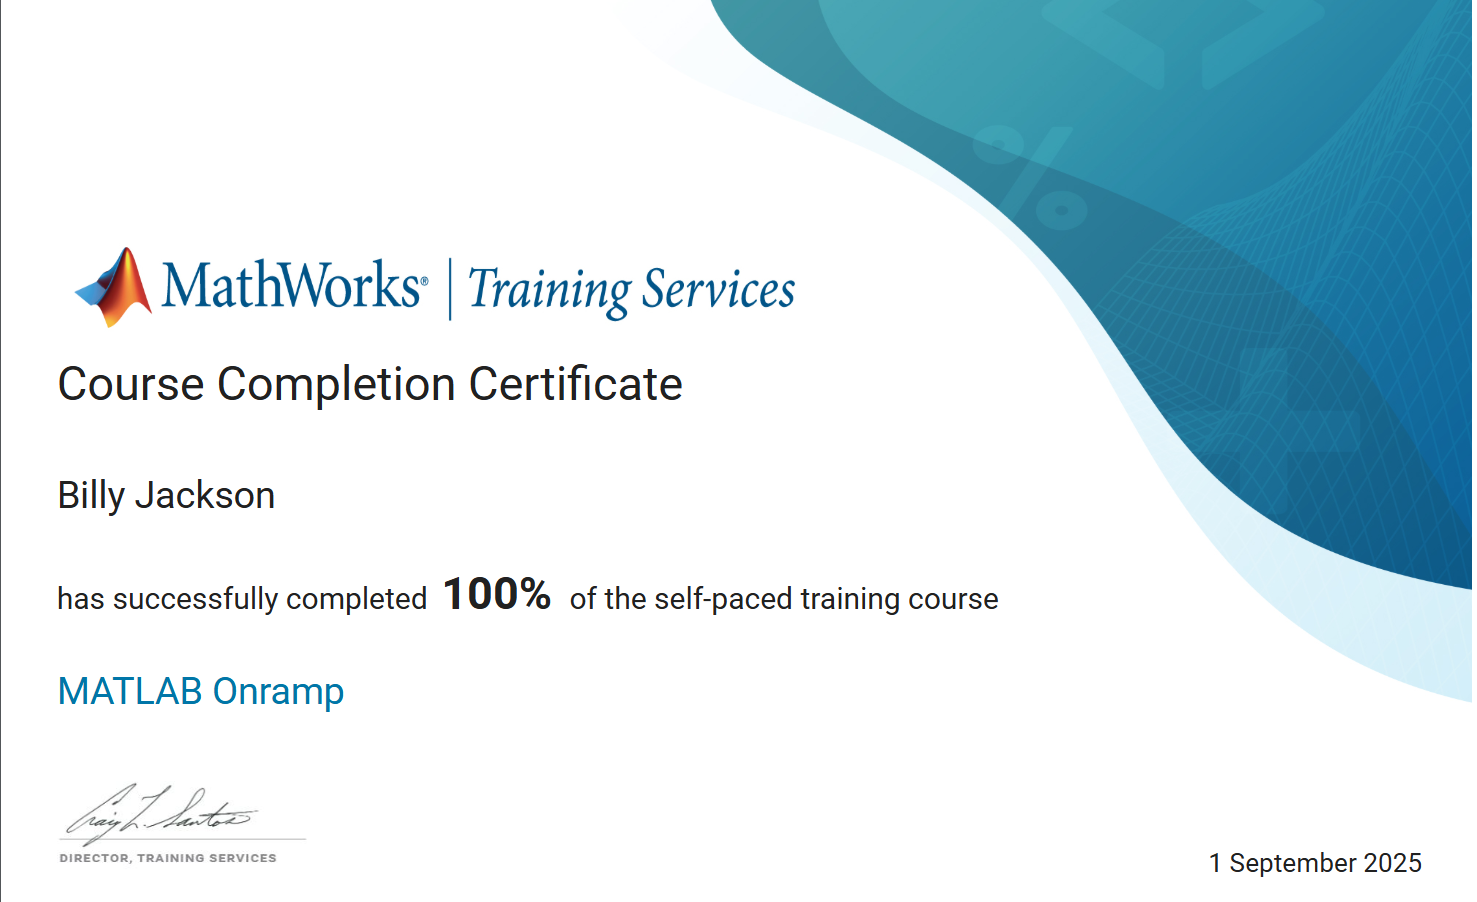 MathWorks® | Training Services
Course Completion Certificate
Billy Jackson
has successfully completed 100% of the self-paced training course
MATLAB Onramp
Craig L. Santos
DIRECTOR, TRAINING SERVICES
1 September 2025